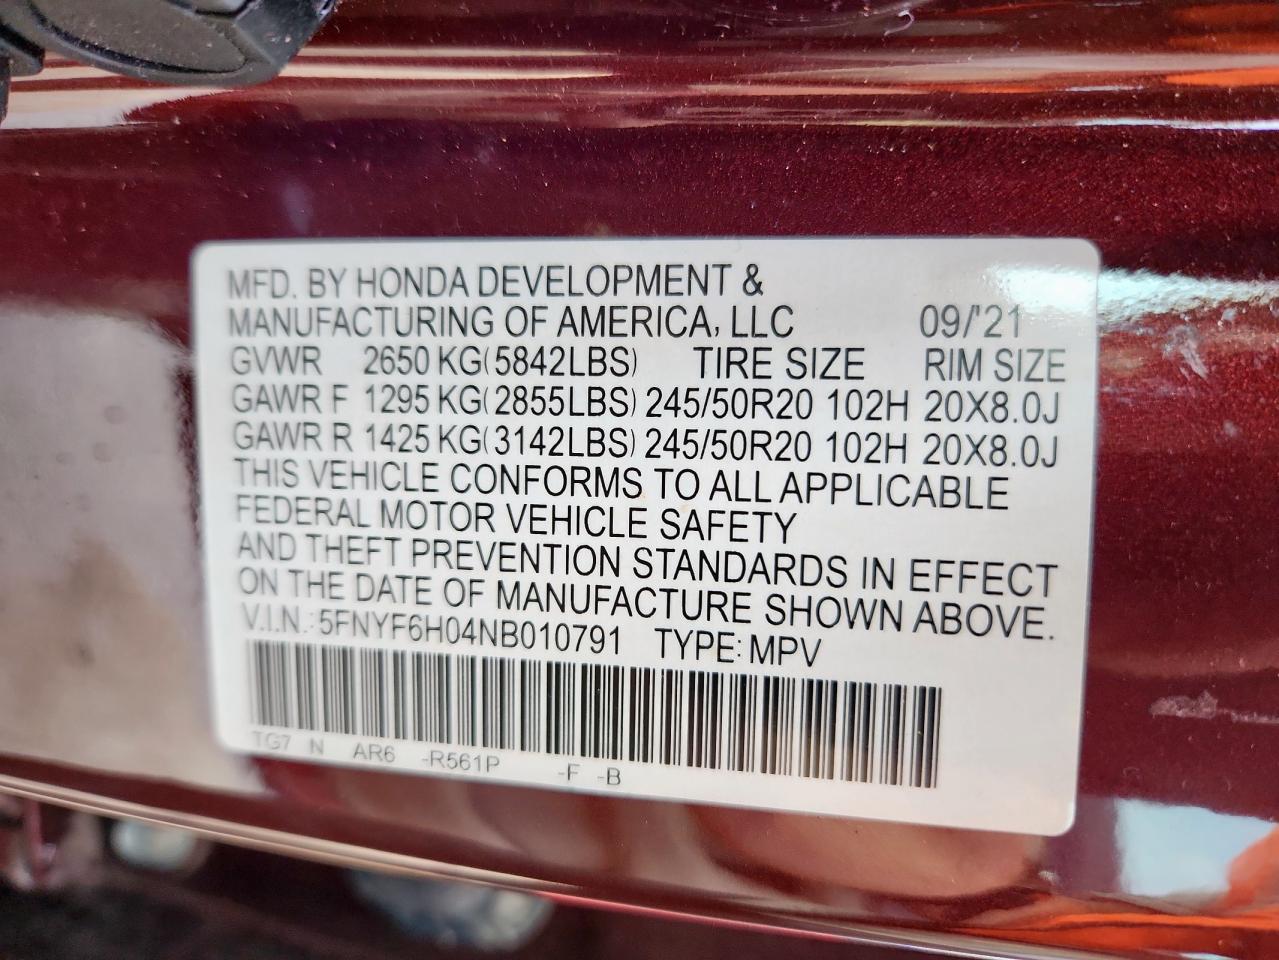 MFD. BY HONDA DEVELOPMENT &
MANUFACTURING OF AMERICA, LLC 09/'21
GVWR 2650 KG(5842LBS) TIRE SIZE RIM SIZE
GAWR F 1295 KG(2855LBS) 245/50R20 102H 20X8.0J
GAWR R 1425 KG(3142LBS) 245/50R20 102H 20X8.0J
THIS VEHICLE CONFORMS TO ALL APPLICABLE
FEDERAL MOTOR VEHICLE SAFETY
AND THEFT PREVENTION STANDARDS IN EFFECT
ON THE DATE OF MANUFACTURE SHOWN ABOVE.
V.I.N.: 5FNYF6H04NB010791 TYPE: MPV
TG7 N AR6 -R561P -F -B